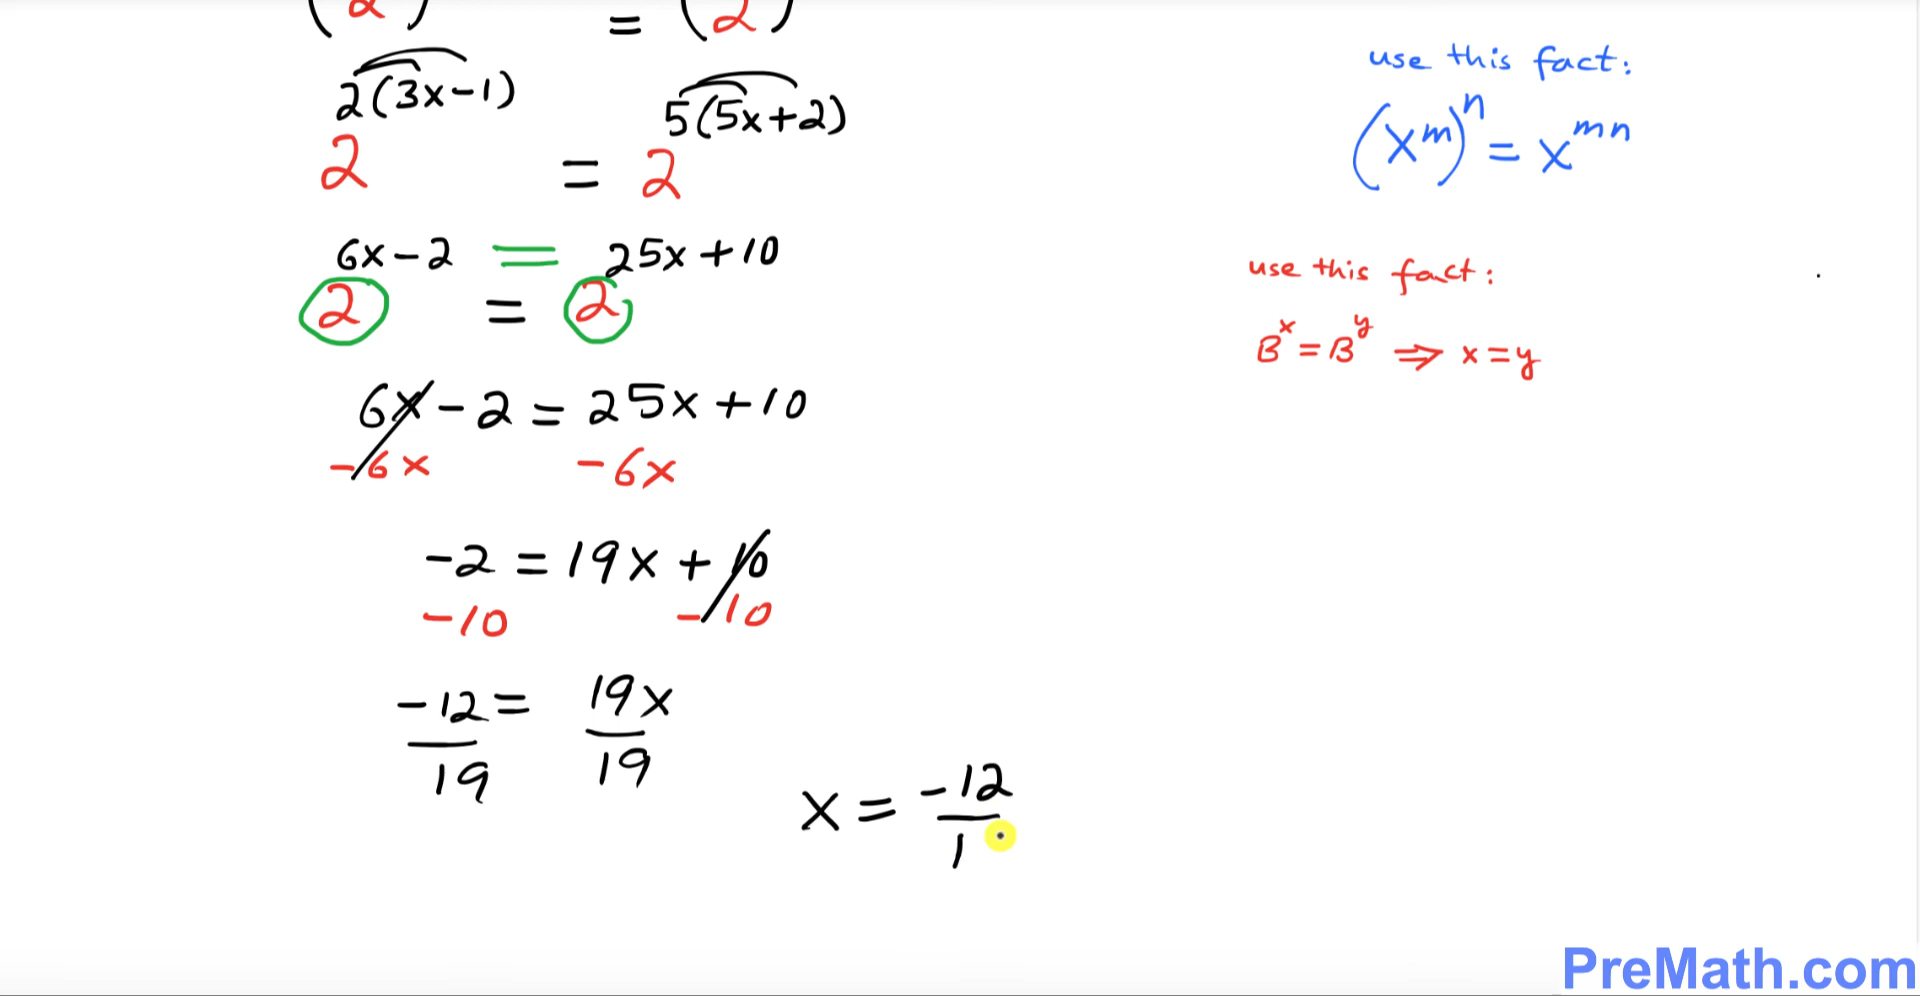 (2) = (2)
2(3x-1) 5(5x+2)
2 = 2
6x-2 = 25x+10
2 = 2
6x-2 = 25x+10
-6x -6x
-2 = 19x+10
-10 -10
-12 = 19x
19 19
x = -12
1
use this fact:
(x^m)^n = x^mn
use this fact:
B^x = B^y ⇒ x=y
PreMath.com